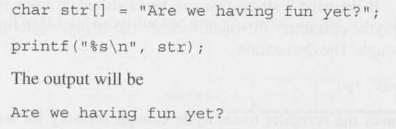 char str[] = "Are we having fun yet?";
printf("%s\n", str);
The output will be
Are we having fun yet?